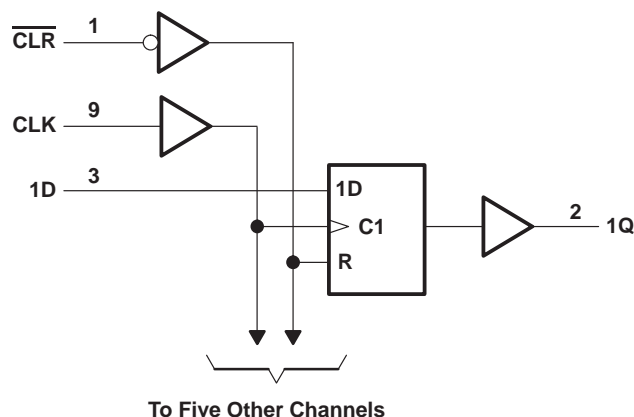 CLR 1
CLK 9
1D 3
1D
C1
R
2 1Q
To Five Other Channels